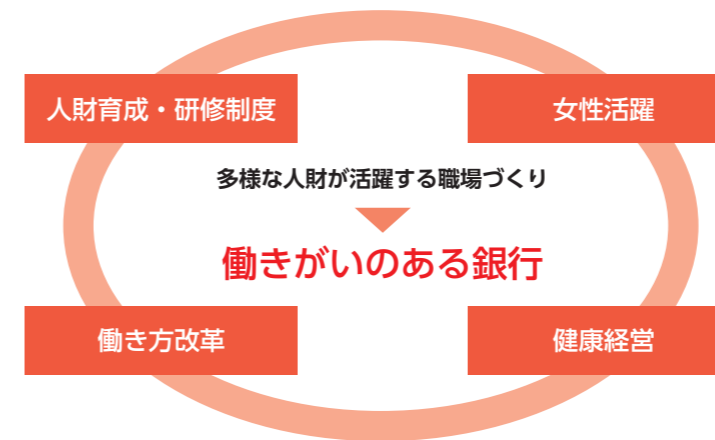 人財育成・研修制度
女性活躍
多様な人財が活躍する職場づくり
働きがいのある銀行
働き方改革
健康経営